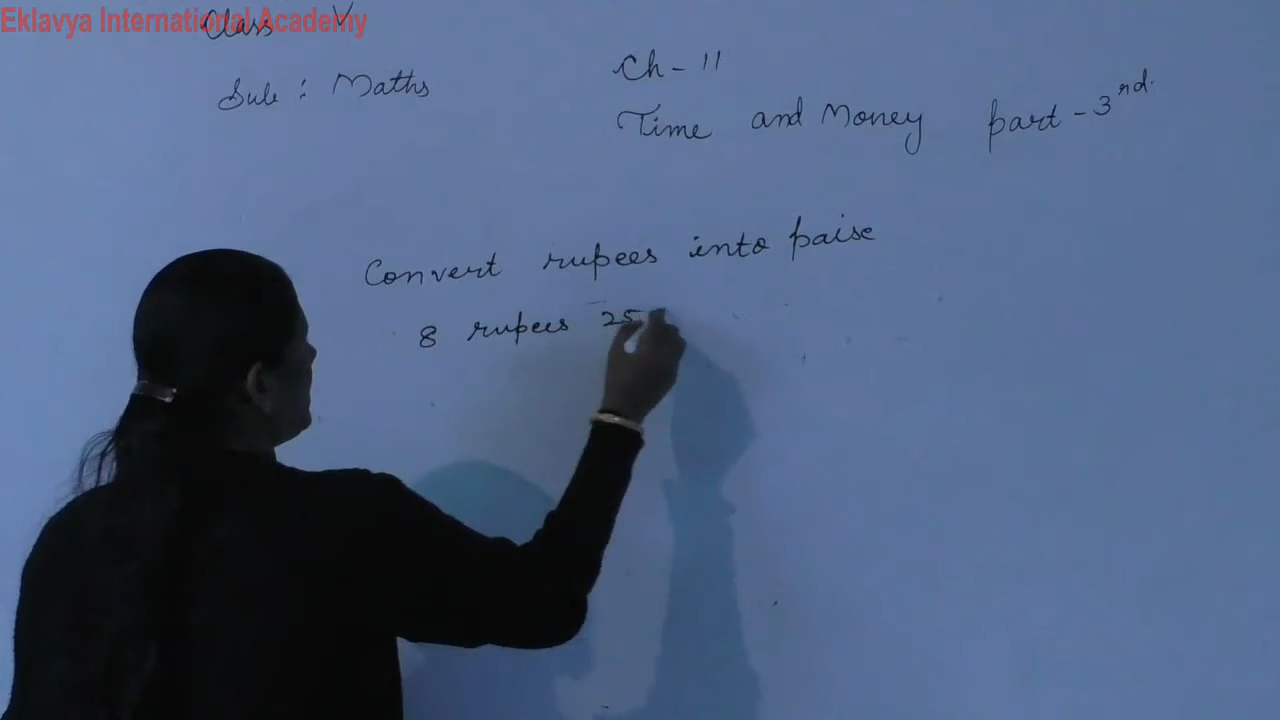 Eklavya International Academy
Class V
Sub : Maths
Ch - 11
Time and Money part - 3rd.
Convert rupees into paise
8 rupees 25